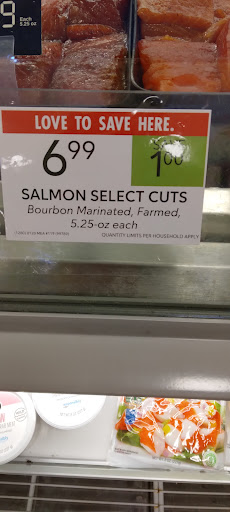 9
Each
5.25 oz
LOVE TO SAVE HERE.
6.99
1.00
SALMON SELECT CUTS
Bourbon Marinated, Farmed,
5.25-oz each
QUANTITY LIMITS PER HOUSEHOLD APPLY